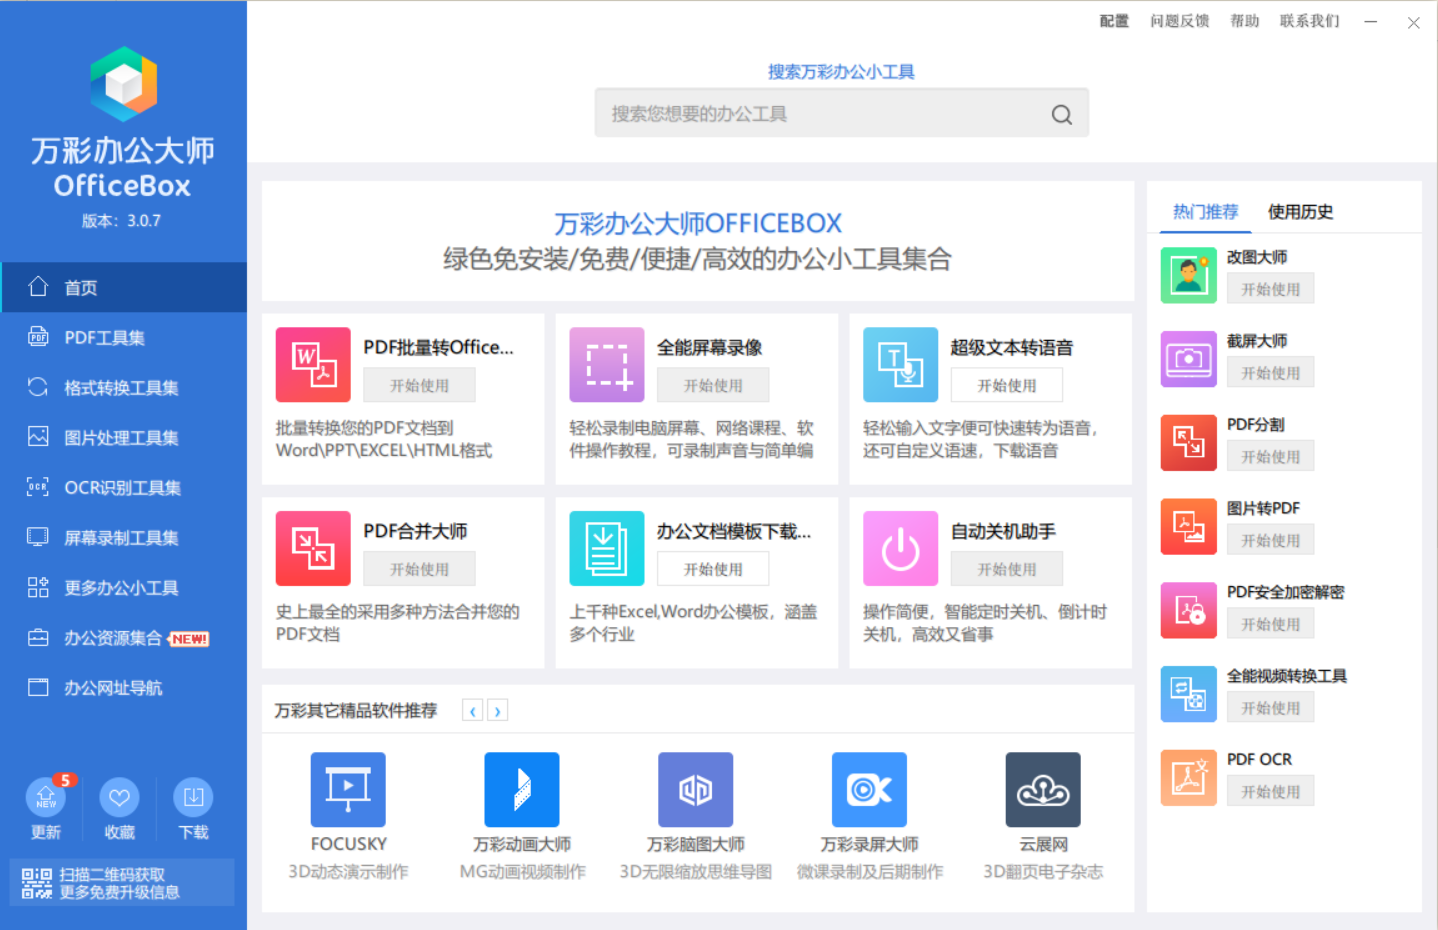 配置 问题反馈 帮助 联系我们
万彩办公大师
OfficeBox
版本：3.0.7
首页
PDF工具集
格式转换工具集
图片处理工具集
OCR识别工具集
屏幕录制工具集
更多办公小工具
办公资源集合 NEW!
办公网址导航
5
NEW
更新 收藏 下载
扫描二维码获取
更多免费升级信息
搜索万彩办公小工具
搜索您想要的办公工具
万彩办公大师OFFICEBOX
绿色免安装/免费/便捷/高效的办公小工具集合
PDF批量转Office...
开始使用
批量转换您的PDF文档到
Word\PPT\EXCEL\HTML格式
全能屏幕录像
开始使用
轻松录制电脑屏幕、网络课程、软
件操作教程，可录制声音与简单编
超级文本转语音
开始使用
轻松输入文字便可快速转为语音，
还可自定义语速，下载语音
PDF合并大师
开始使用
史上最全的采用多种方法合并您的
PDF文档
办公文档模板下载...
开始使用
上千种Excel,Word办公模板，涵盖
多个行业
自动关机助手
开始使用
操作简便，智能定时关机、倒计时
关机，高效又省事
万彩其它精品软件推荐
FOCUSKY
3D动态演示制作
万彩动画大师
MG动画视频制作
万彩脑图大师
3D无限缩放思维导图
万彩录屏大师
微课录制及后期制作
云展网
3D翻页电子杂志
热门推荐 使用历史
改图大师
开始使用
截屏大师
开始使用
PDF分割
开始使用
图片转PDF
开始使用
PDF安全加密解密
开始使用
全能视频转换工具
开始使用
PDF OCR
开始使用